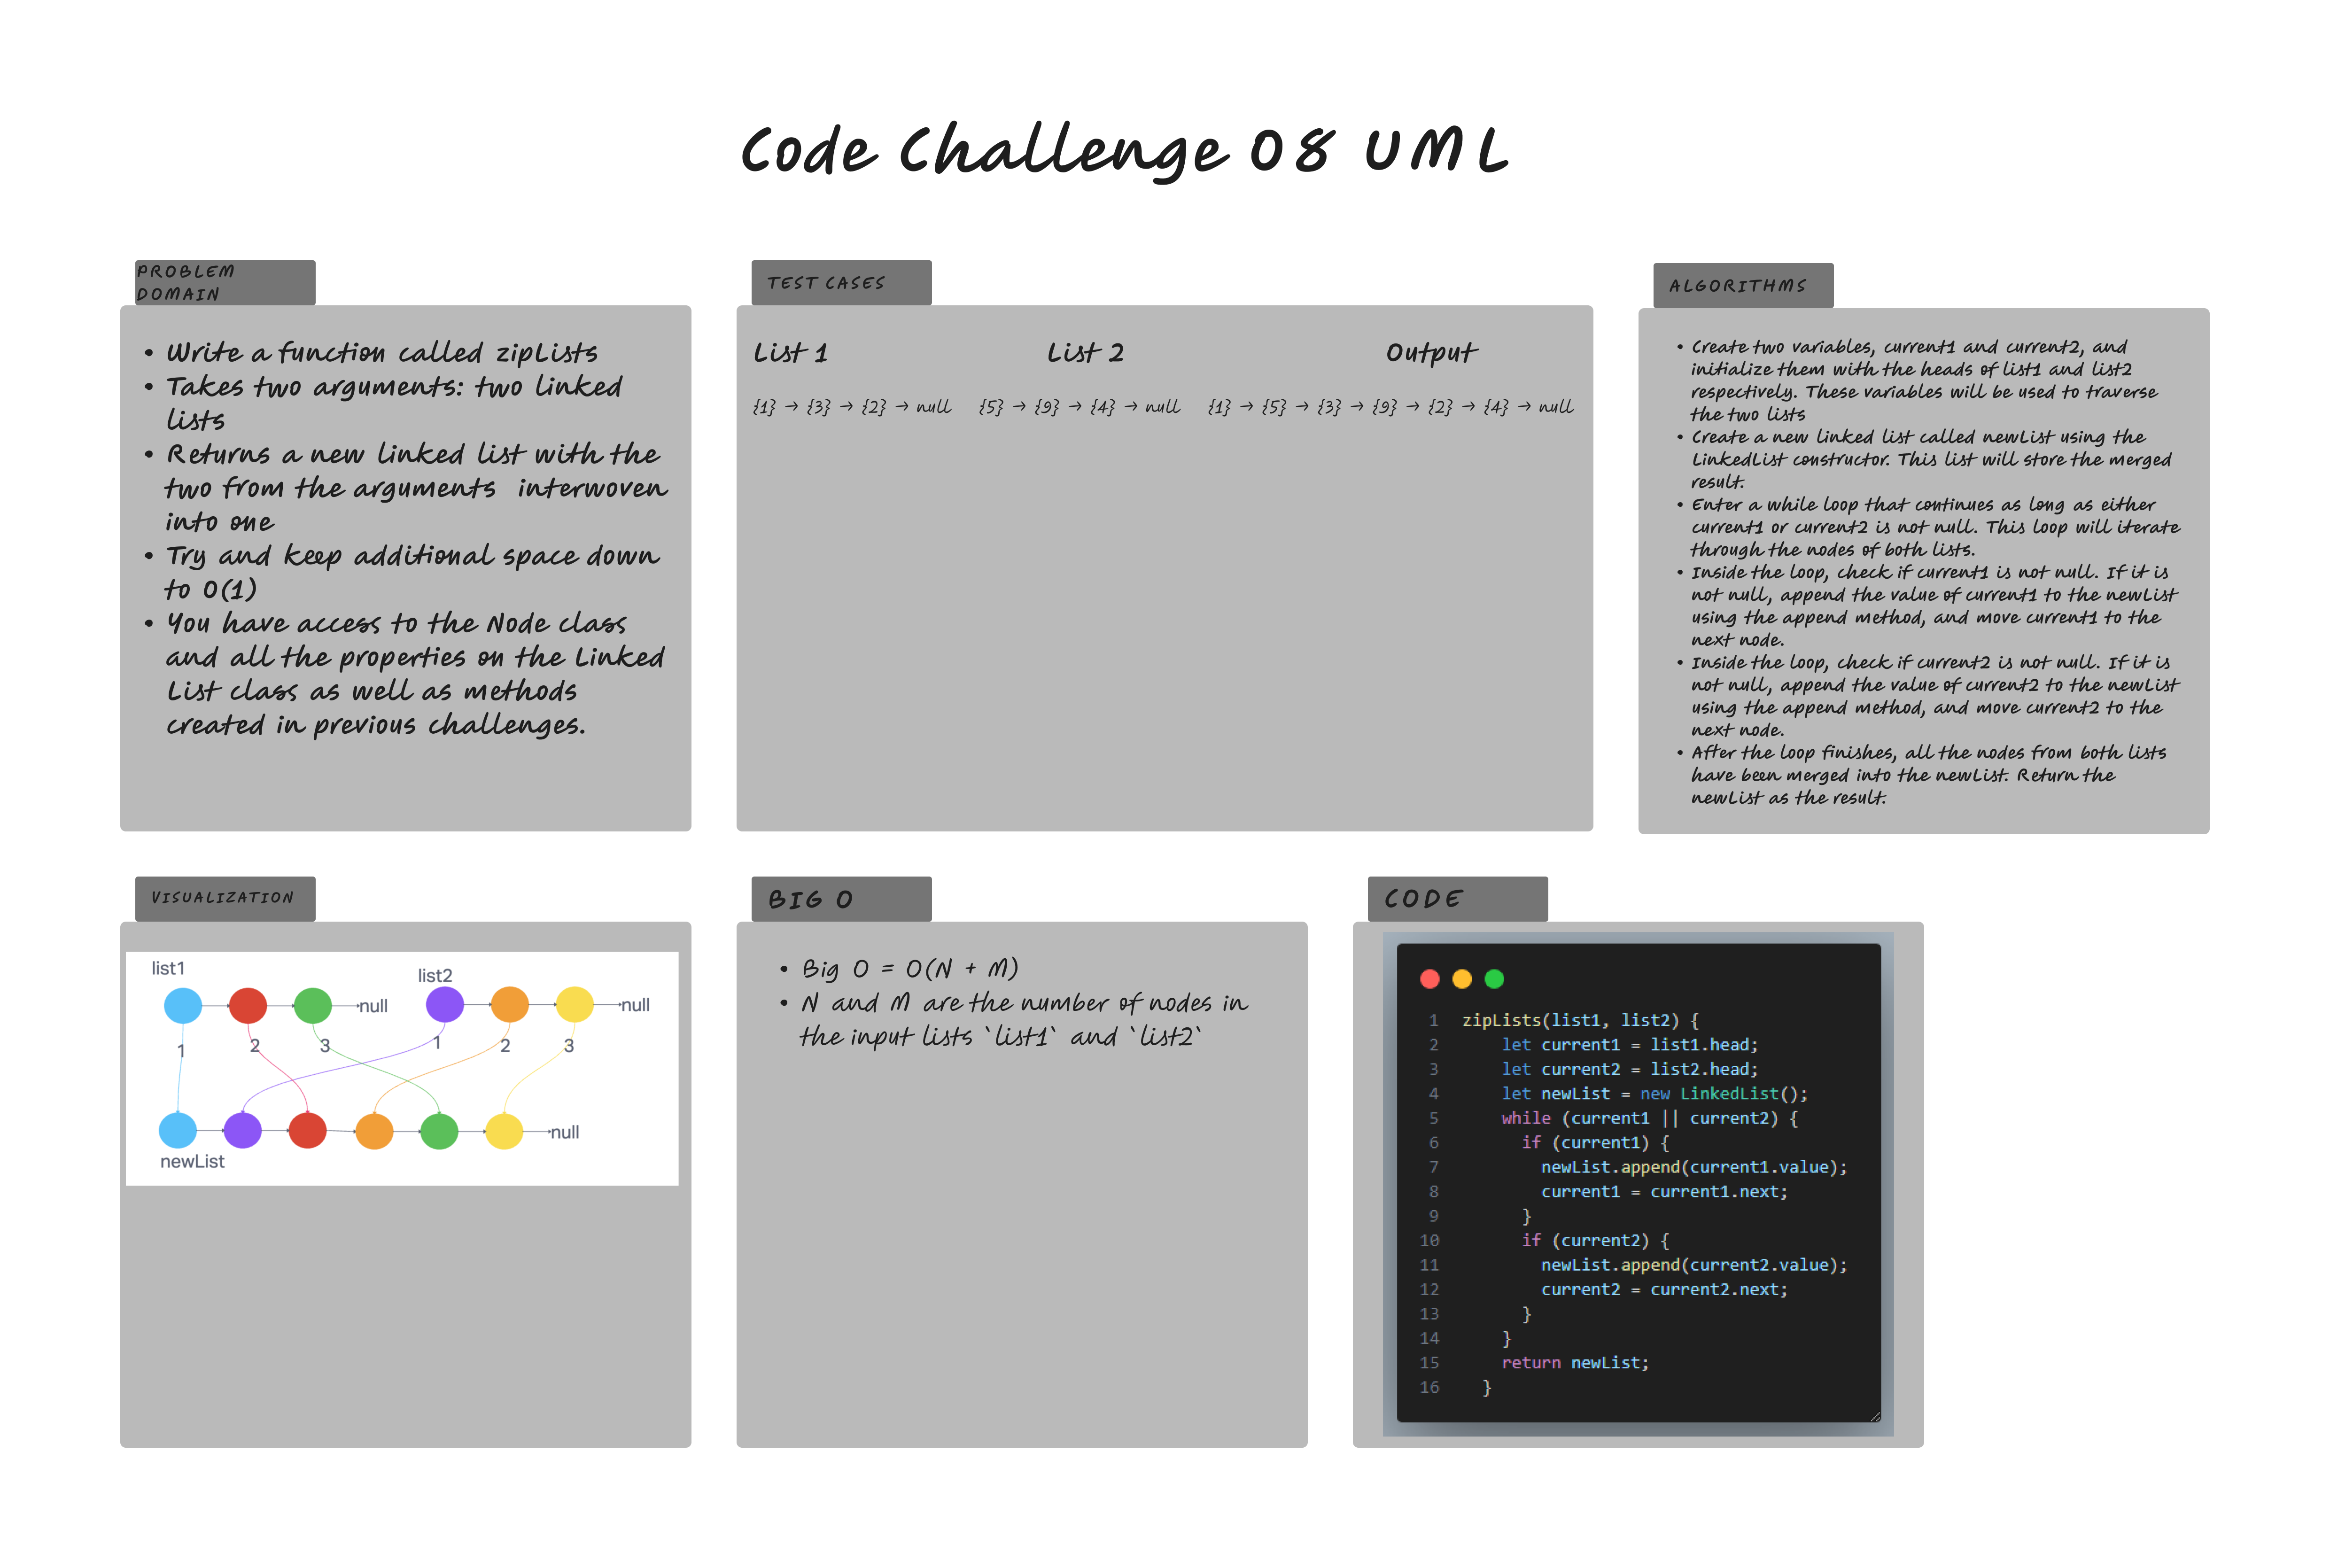 Code Challenge 08 UML
PROBLEM
DOMAIN
• Write a function called zipLists
• Takes two arguments: two linked
lists
• Returns a new linked list with the
two from the arguments interwoven
into one
• Try and keep additional space down
to O(1)
• You have access to the Node class
and all the properties on the Linked
List class as well as methods
created in previous challenges.
TEST CASES
List 1 List 2 Output
{1} → {3} → {2} → null {5} → {9} → {4} → null {1} → {5} → {3} → {9} → {2} → {4} → null
ALGORITHMS
• Create two variables, current1 and current2, and
initialize them with the heads of list1 and list2
respectively. These variables will be used to traverse
the two lists
• Create a new linked list called newList using the
LinkedList constructor. This list will store the merged
result.
• Enter a while loop that continues as long as either
current1 or current2 is not null. This loop will iterate
through the nodes of both lists.
• Inside the loop, check if current1 is not null. If it is
not null, append the value of current1 to the newList
using the append method, and move current1 to the
next node.
• Inside the loop, check if current2 is not null. If it is
not null, append the value of current2 to the newList
using the append method, and move current2 to the
next node.
• After the loop finishes, all the nodes from both lists
have been merged into the newList. Return the
newList as the result.
VISUALIZATION
list1 list2
null null
1 2 3 1 2 3
null
newList
BIG O
• Big O = O(N + M)
• N and M are the number of nodes in
the input lists `list1` and `list2`
CODE
1 zipLists(list1, list2) {
2 let current1 = list1.head;
3 let current2 = list2.head;
4 let newList = new LinkedList();
5 while (current1 || current2) {
6 if (current1) {
7 newList.append(current1.value);
8 current1 = current1.next;
9 }
10 if (current2) {
11 newList.append(current2.value);
12 current2 = current2.next;
13 }
14 }
15 return newList;
16 }